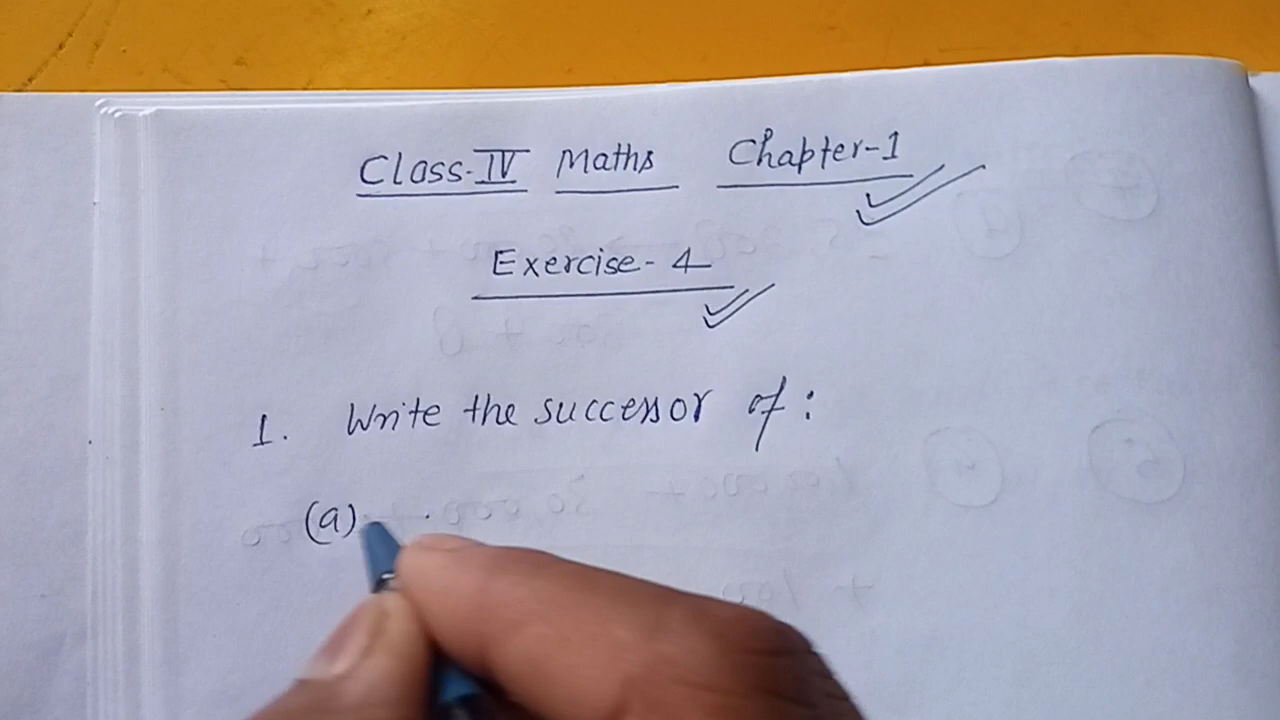 Class-IV Maths Chapter-1
Exercise-4
1. Write the successor of:
(a)